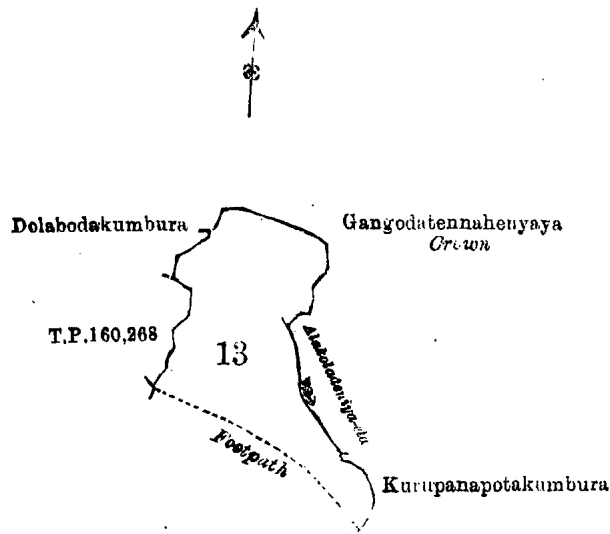 Dolabodakumbura
Gangodatennahenyaya
Crown
T.P.160,268
13
Footpath
Kurupanapotakumbura